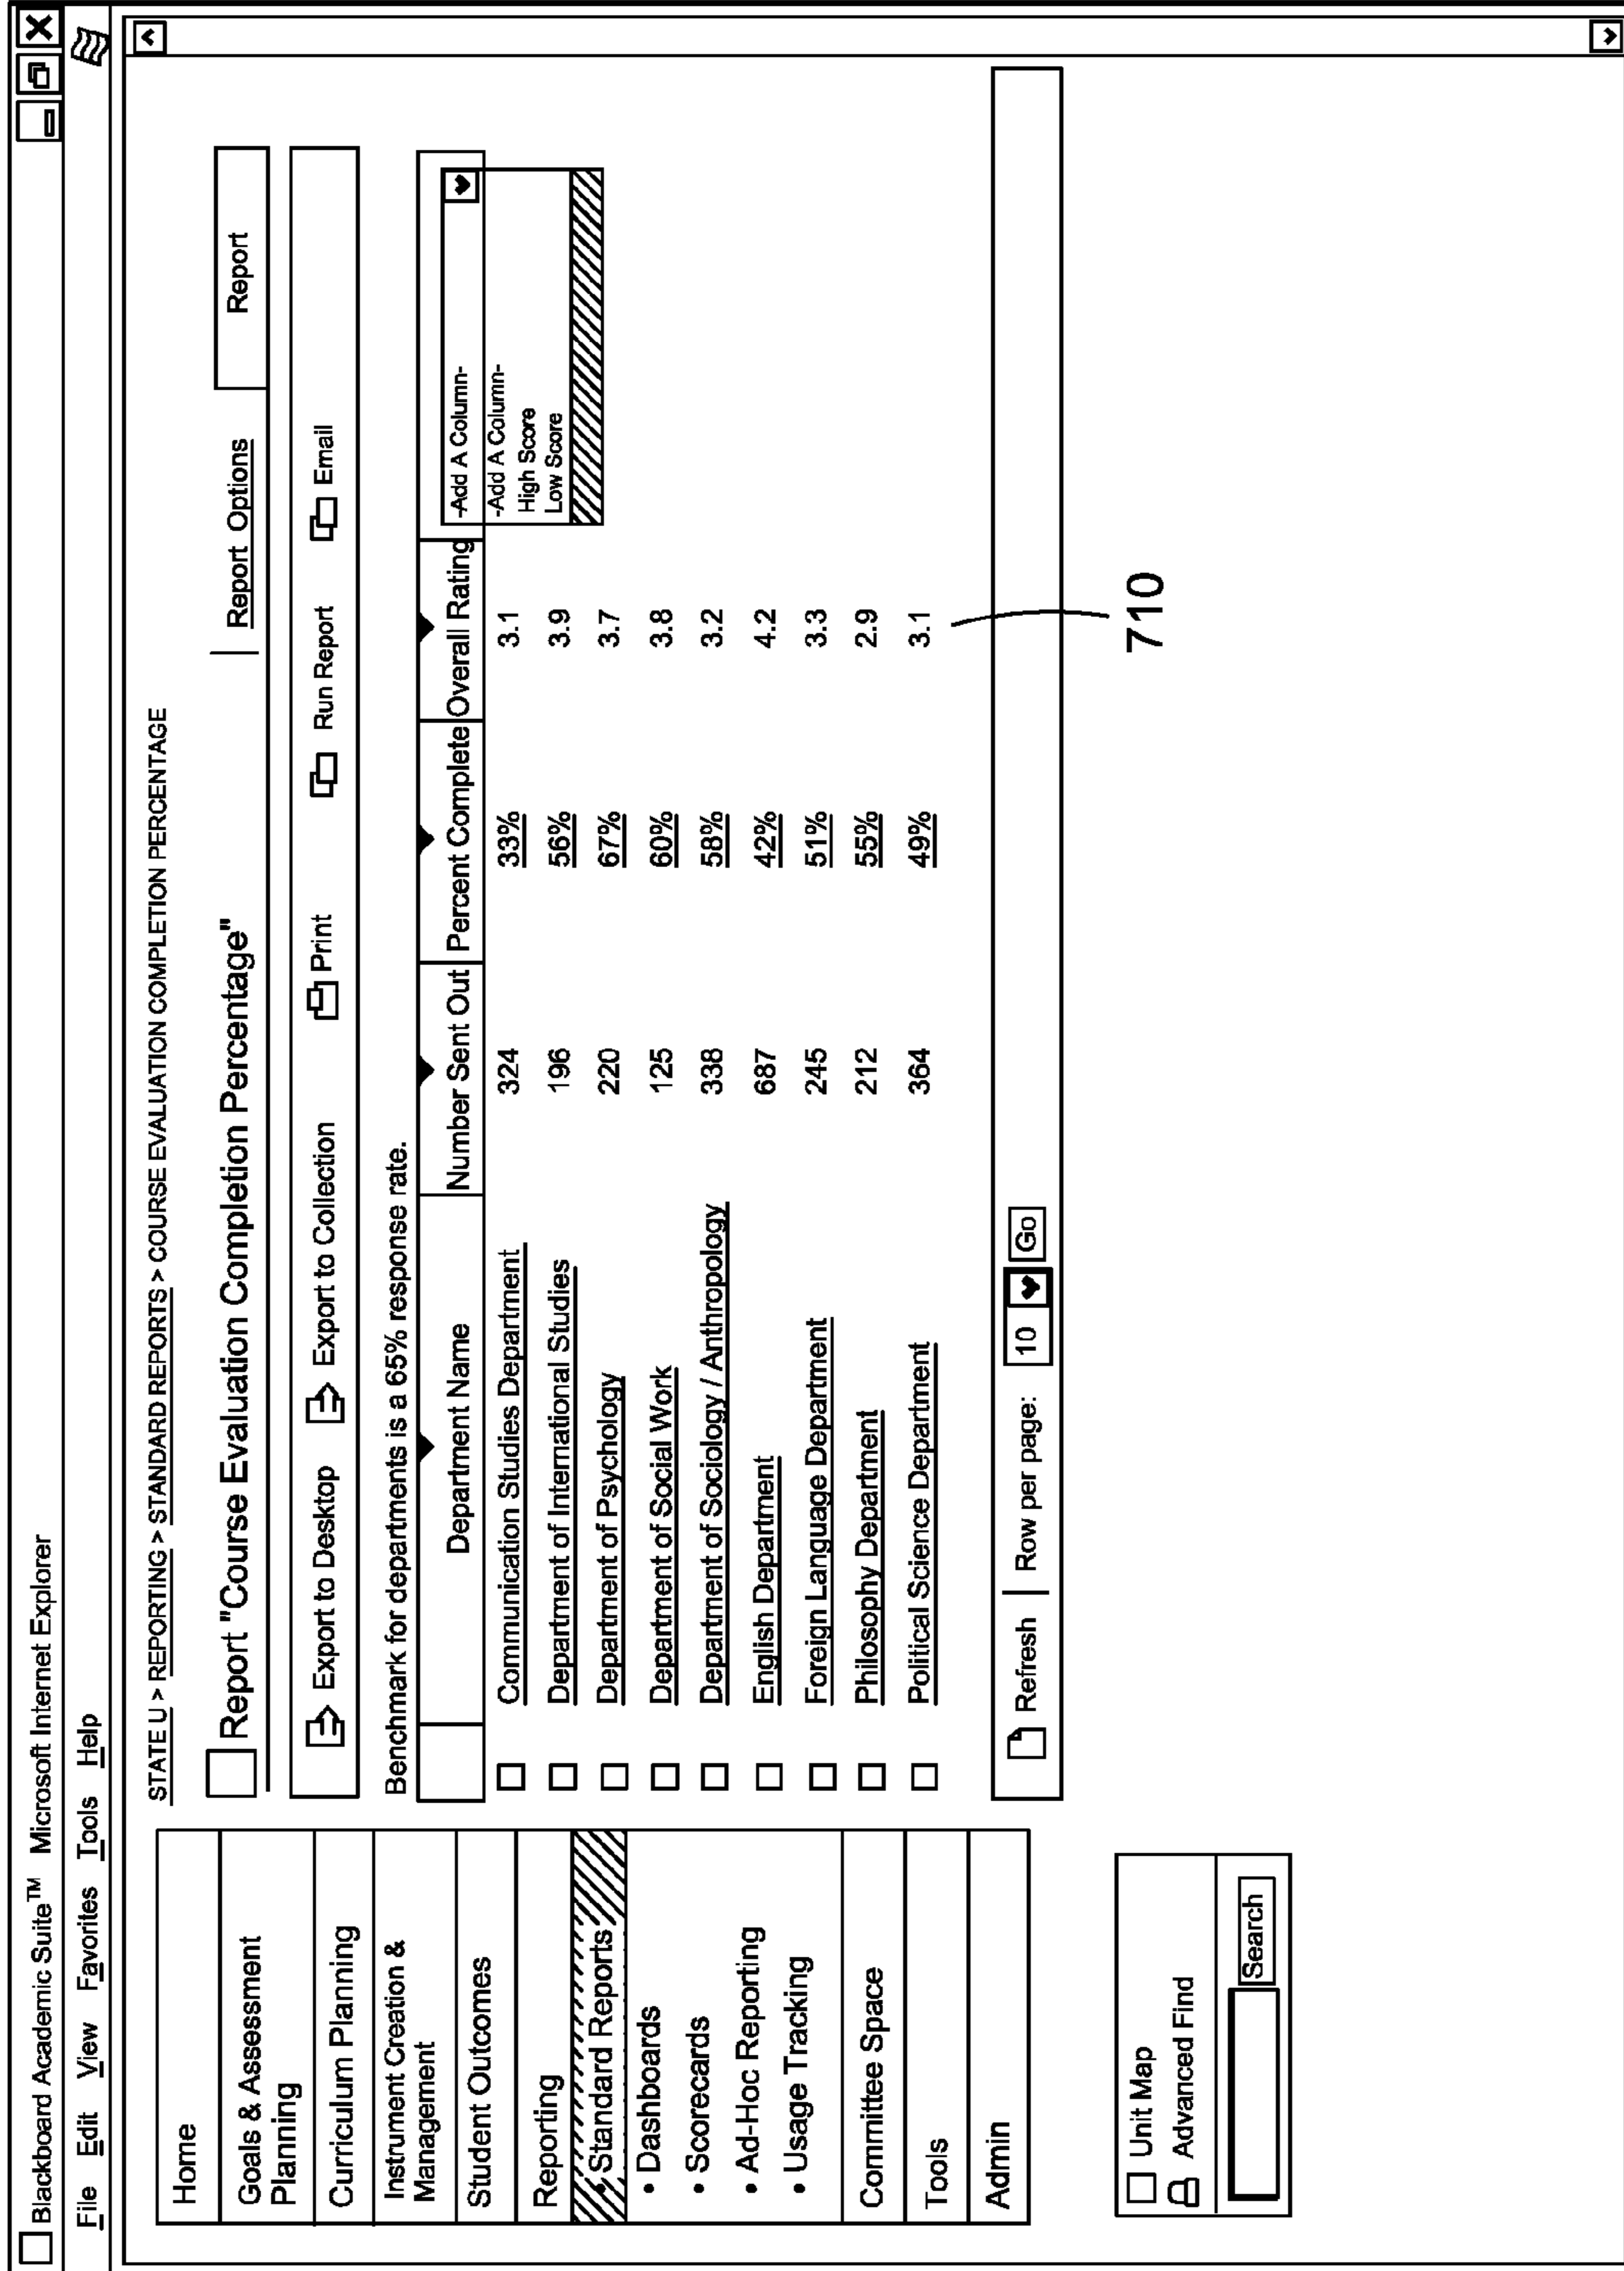 Blackboard Academic Suite™ Microsoft Internet Explorer
File Edit View Favorites Tools Help
STATE U > REPORTING > STANDARD REPORTS > COURSE EVALUATION COMPLETION PERCENTAGE
Home
Goals & Assessment
Planning
Curriculum Planning
Instrument Creation &
Management
Student Outcomes
Reporting
• Standard Reports
• Dashboards
• Scorecards
• Ad-Hoc Reporting
• Usage Tracking
Committee Space
Tools
Admin
Unit Map
Advanced Find
Search
Report "Course Evaluation Completion Percentage" | Report Options Report
Export to Desktop Export to Collection Print Run Report Email
Benchmark for departments is a 65% response rate.
Department Name Number Sent Out Percent Complete Overall Rating -Add A Column-
-Add A Column-
High Score
Low Score
Communication Studies Department 324 33% 3.1
Department of International Studies 196 56% 3.9
Department of Psychology 220 67% 3.7
Department of Social Work 125 60% 3.8
Department of Sociology / Anthropology 338 58% 3.2
English Department 687 42% 4.2
Foreign Language Department 245 51% 3.3
Philosophy Department 212 55% 2.9
Political Science Department 364 49% 3.1
Refresh | Row per page: 10 Go
710